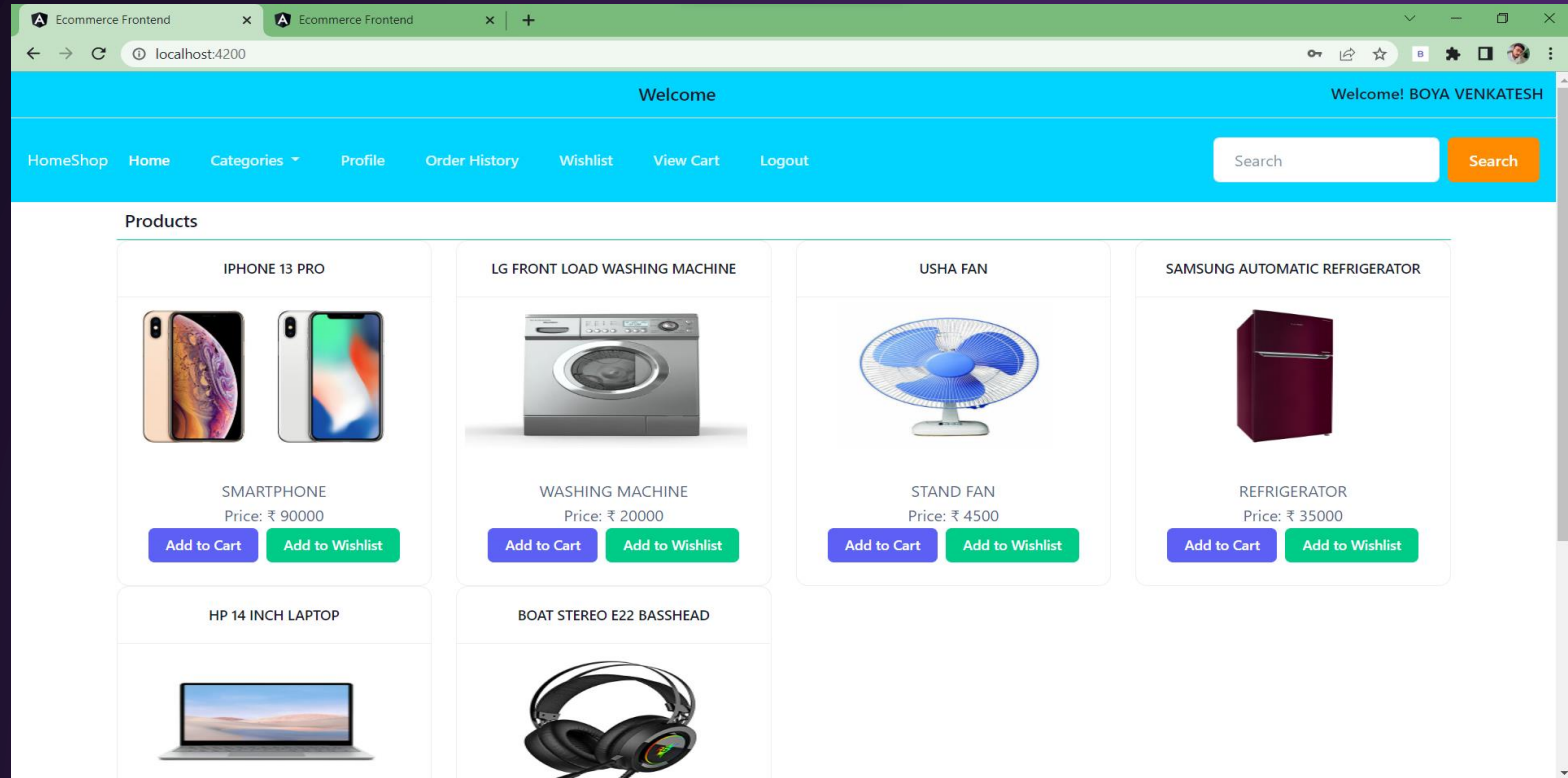 Ecommerce Frontend
Ecommerce Frontend
localhost:4200
B
Welcome
Welcome! BOYA VENKATESH
HomeShop Home Categories Profile Order History Wishlist View Cart Logout Search Search
Products
IPHONE 13 PRO
SMARTPHONE
Price: ₹ 90000
Add to Cart Add to Wishlist
LG FRONT LOAD WASHING MACHINE
WASHING MACHINE
Price: ₹ 20000
Add to Cart Add to Wishlist
USHA FAN
STAND FAN
Price: ₹ 4500
Add to Cart Add to Wishlist
SAMSUNG AUTOMATIC REFRIGERATOR
REFRIGERATOR
Price: ₹ 35000
Add to Cart Add to Wishlist
HP 14 INCH LAPTOP
BOAT STEREO E22 BASSHEAD